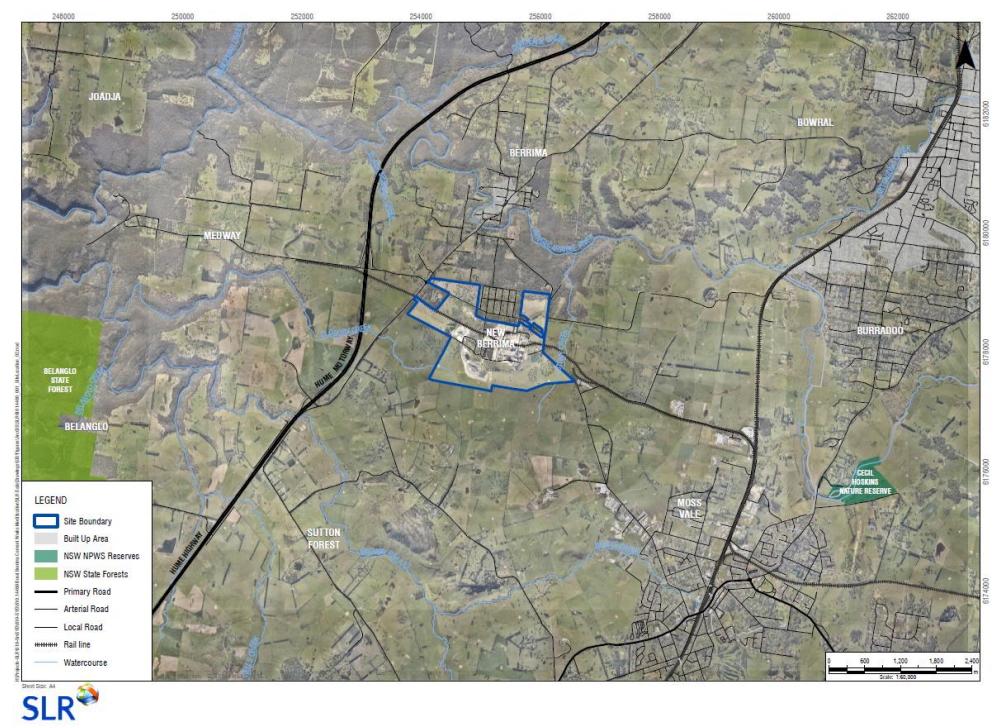 248000 250000 252000 254000 256000 258000 260000 262000
JOADJA
BOWRAL
6182000
BERRIMA
MEDWAY
6180000
NEW
BERRIMA
BURRADOO
6178000
HUME MOTORWAY
BELANGLO
STATE
FOREST
BELANGLO
CECIL
HOSKINS
NATURE RESERVE
6176000
MOSS
VALE
SUTTON
FOREST
HUME HIGHWAY
6174000
LEGEND
Site Boundary
Built Up Area
NSW NPWS Reserves
NSW State Forests
Primary Road
Arterial Road
Local Road
Rail line
Watercourse
0 600 1,200 1,800 2,400
m
Scale: 1:60,000
Sheet Size: A4
SLR